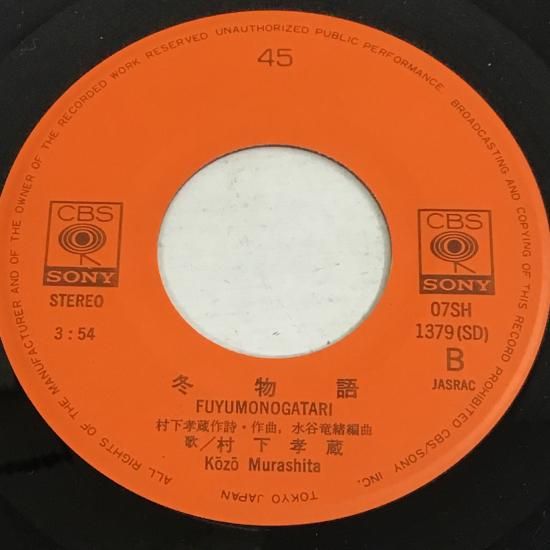 ALL RIGHTS OF THE MANUFACTURER AND OF THE OWNER OF THE RECORDED WORK RESERVED UNAUTHORIZED PUBLIC PERFORMANCE. BROADCASTING AND COPYING OF THIS RECORD PROHIBITED CBS/SONY INC. TOKYO JAPAN
45
CBS
SONY
STEREO
3:54
CBS
SONY
07SH
1379(SD)
B
JASRAC
冬物語
FUYUMONOGATARI
村下孝蔵作詩・作曲, 水谷竜緒編曲
歌/村下孝蔵
Kōzō Murashita